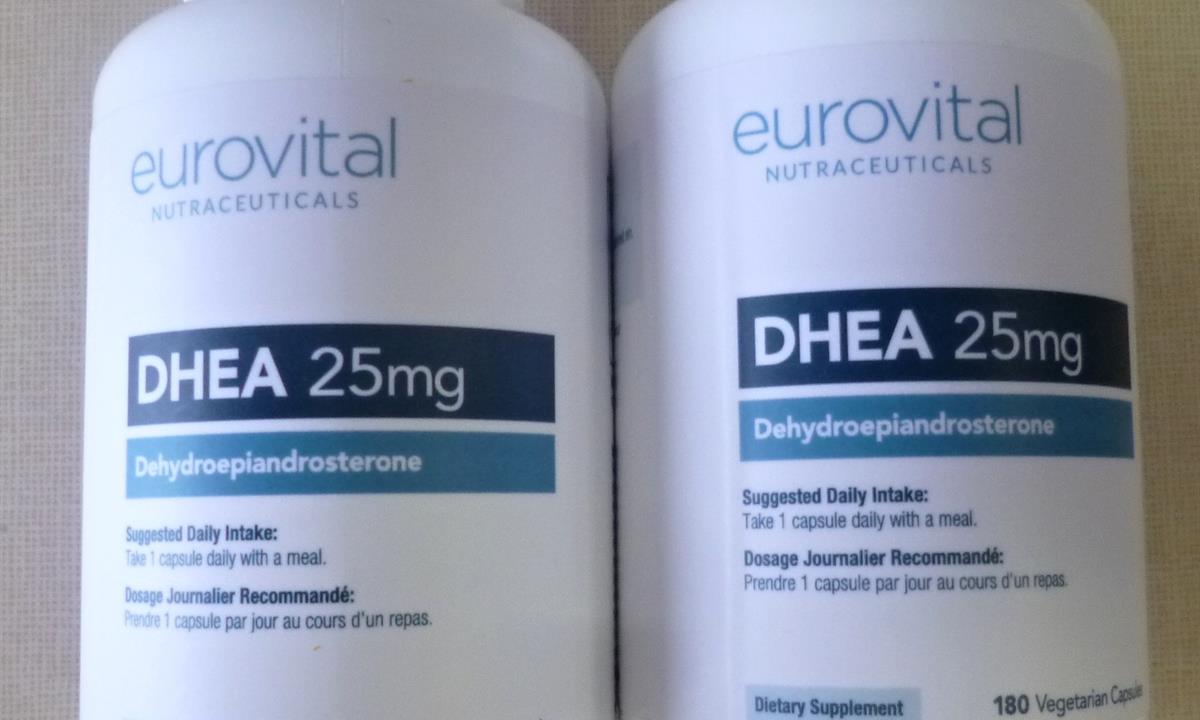 eurovital
NUTRACEUTICALS
DHEA 25mg
Dehydroepiandrosterone
Suggested Daily Intake:
Take 1 capsule daily with a meal.
Dosage Journalier Recommandé:
Prendre 1 capsule par jour au cours d'un repas.
eurovital
NUTRACEUTICALS
DHEA 25mg
Dehydroepiandrosterone
Suggested Daily Intake:
Take 1 capsule daily with a meal.
Dosage Journalier Recommandé:
Prendre 1 capsule par jour au cours d'un repas.
Dietary Supplement
180 Vegetarian Capsules